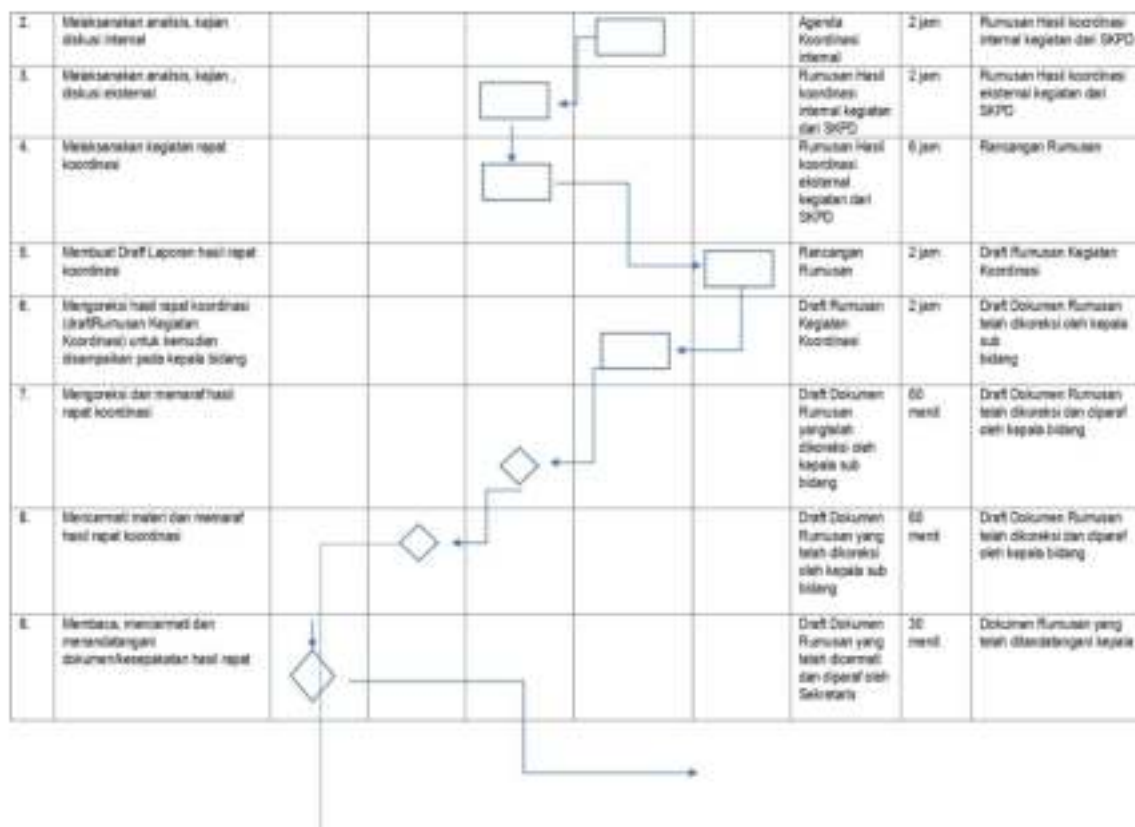 2. Melaksanakan analisis, kajian
diskusi internal
Agenda
Koordinasi
internal
2 jam
Rumusan Hasil koordinasi
internal kegiatan dari SKPD
3. Melaksanakan analisis, kajian ,
diskusi eksternal
Rumusan Hasil
koordinasi
internal kegiatan
dari SKPD
2 jam
Rumusan Hasil koordinasi
eksternal kegiatan dari
SKPD
4. Melaksanakan kegiatan rapat
koordinasi
Rumusan Hasil
koordinasi
eksternal
kegiatan dari
SKPD
6 jam
Rancangan Rumusan
5. Membuat Draff Laporan hasil rapat
koordinasi
Rancangan
Rumusan
2 jam
Draft Rumusan Kegiatan
Koordinasi
6. Mengoreksi hasil rapat koordinasi
(draftRumusan Kegiatan
Koordinasi) untuk kemudian
disampaikan pada kepala bidang
Draft Rumusan
Kegiatan
Koordinasi
2 jam
Draft Dokumen Rumusan
telah dikoreksi oleh kepala
sub
bidang
7. Mengoreksi dan memaraf hasil
rapat koordinasi
Draft Dokumen
Rumusan
yangtelah
dikoreksi oleh
kepala sub
bidang
60
menit
Draft Dokumen Rumusan
telah dikoreksi dan diparaf
oleh kepala bidang
8. Mencermati materi dan memaraf
hasil rapat koordinasi
Draft Dokumen
Rumusan yang
telah dikoreksi
oleh kepala sub
bidang
60
menit
Draft Dokumen Rumusan
telah dikoreksi dan diparaf
oleh kepala bidang
Membaca, mencermati dan
menandatangani
dokumen/kesepakatan hasil rapat
Draft Dokumen
Rumusan yang
telah dicermati
dan diparaf oleh
Sekretaris
30
menit
Dokumen Rumusan yang
telah ditandatangani kepala